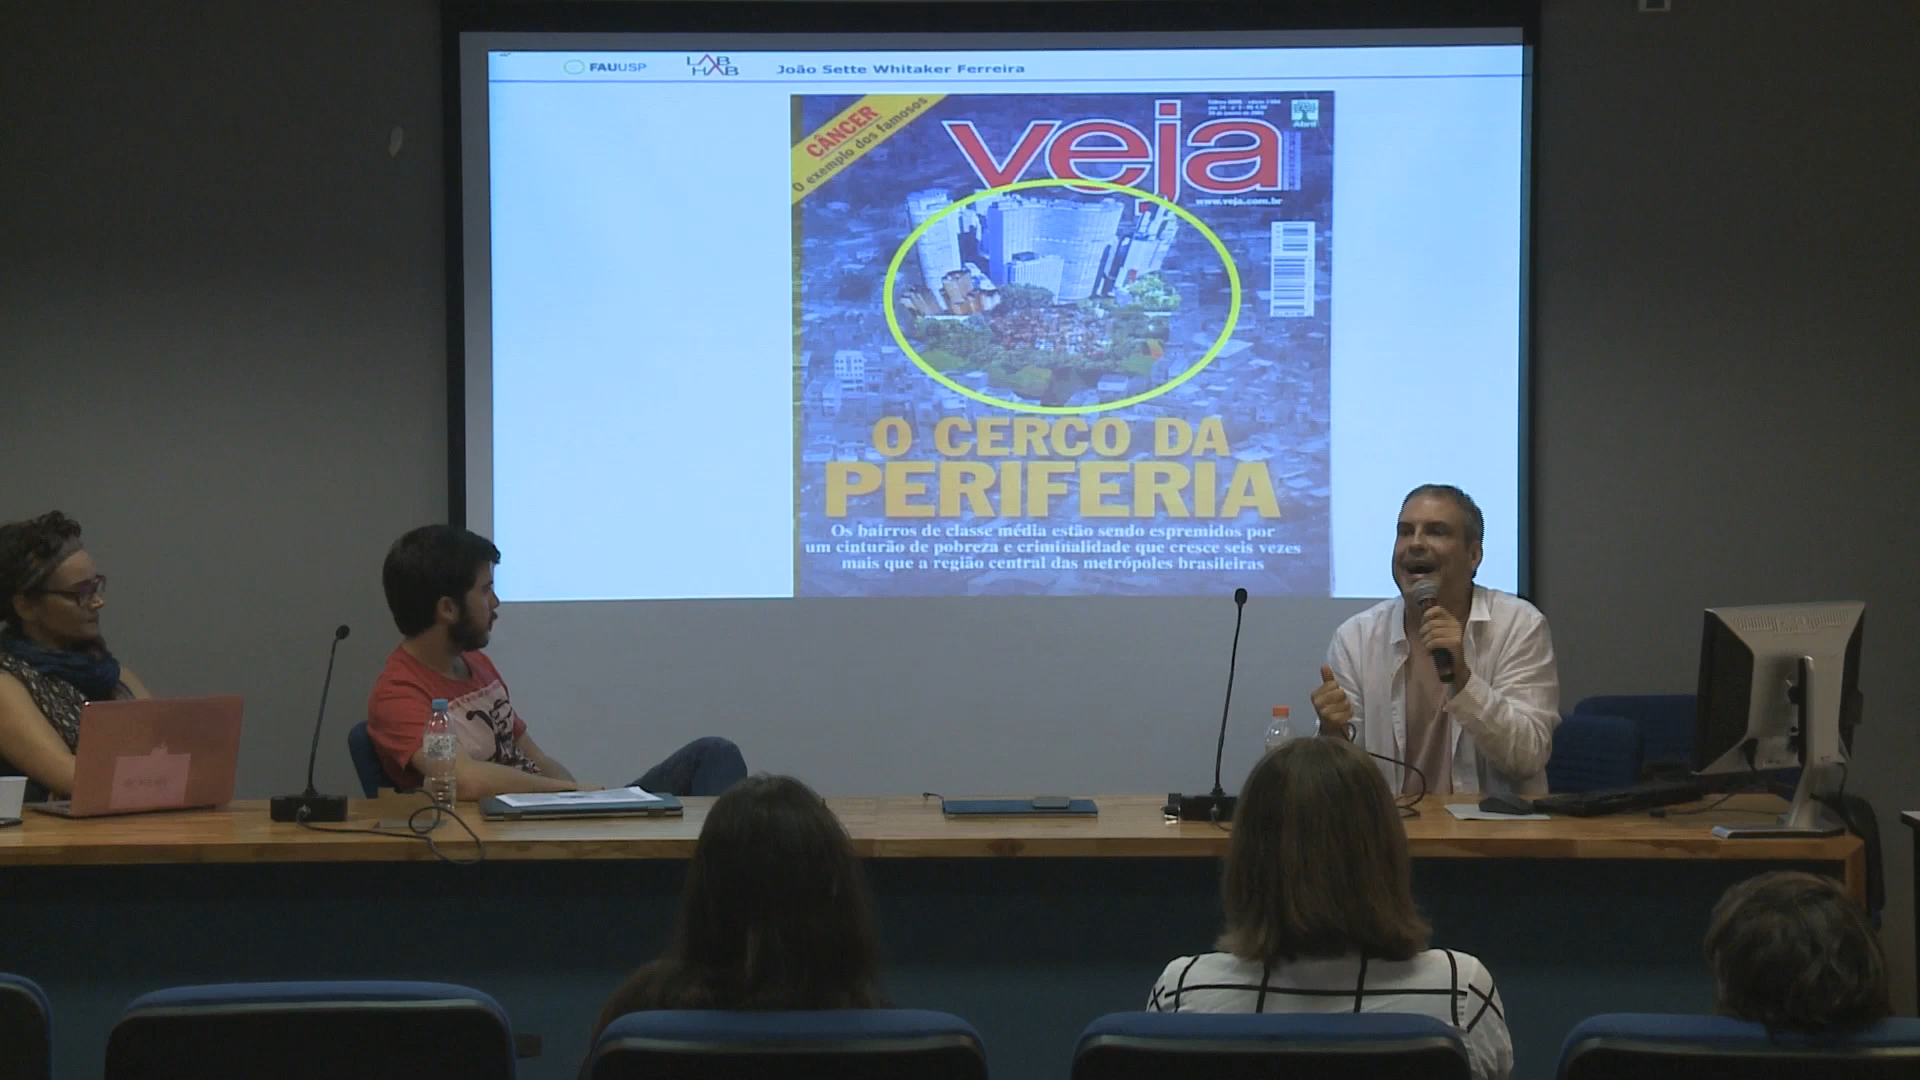 FAUUSP
LAB
HAB
João Sette Whitaker Ferreira
CÂNCER
O exemplo dos famosos
veja
Abril
www.veja.com.br
O CERCO DA
PERIFERIA
Os bairros de classe média estão sendo espremidos por
um cinturão de pobreza e criminalidade que cresce seis vezes
mais que a região central das metrópoles brasileiras